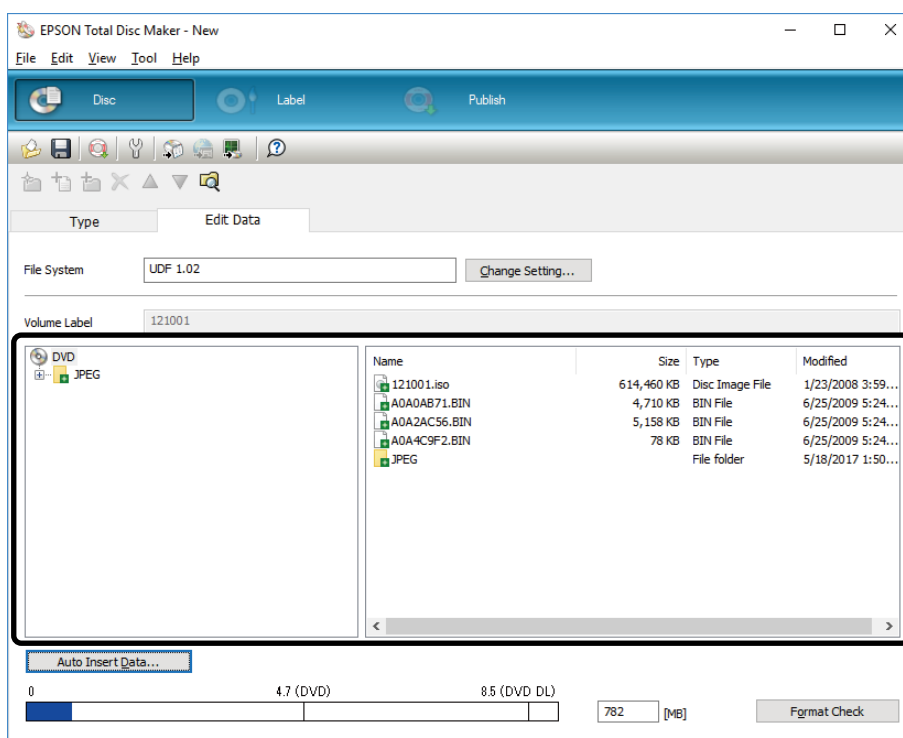 EPSON Total Disc Maker - New
File Edit View Tool Help
Disc Label Publish
Type Edit Data
File System UDF 1.02 Change Setting...
Volume Label 121001
DVD
JPEG
Name Size Type Modified
121001.iso 614,460 KB Disc Image File 1/23/2008 3:59...
A0A0AB71.BIN 4,710 KB BIN File 6/25/2009 5:24...
A0A2AC56.BIN 5,158 KB BIN File 6/25/2009 5:24...
A0A4C9F2.BIN 78 KB BIN File 6/25/2009 5:24...
JPEG File folder 5/18/2017 1:50...
Auto Insert Data...
0 4.7 (DVD) 8.5 (DVD DL)
782 [MB] Format Check